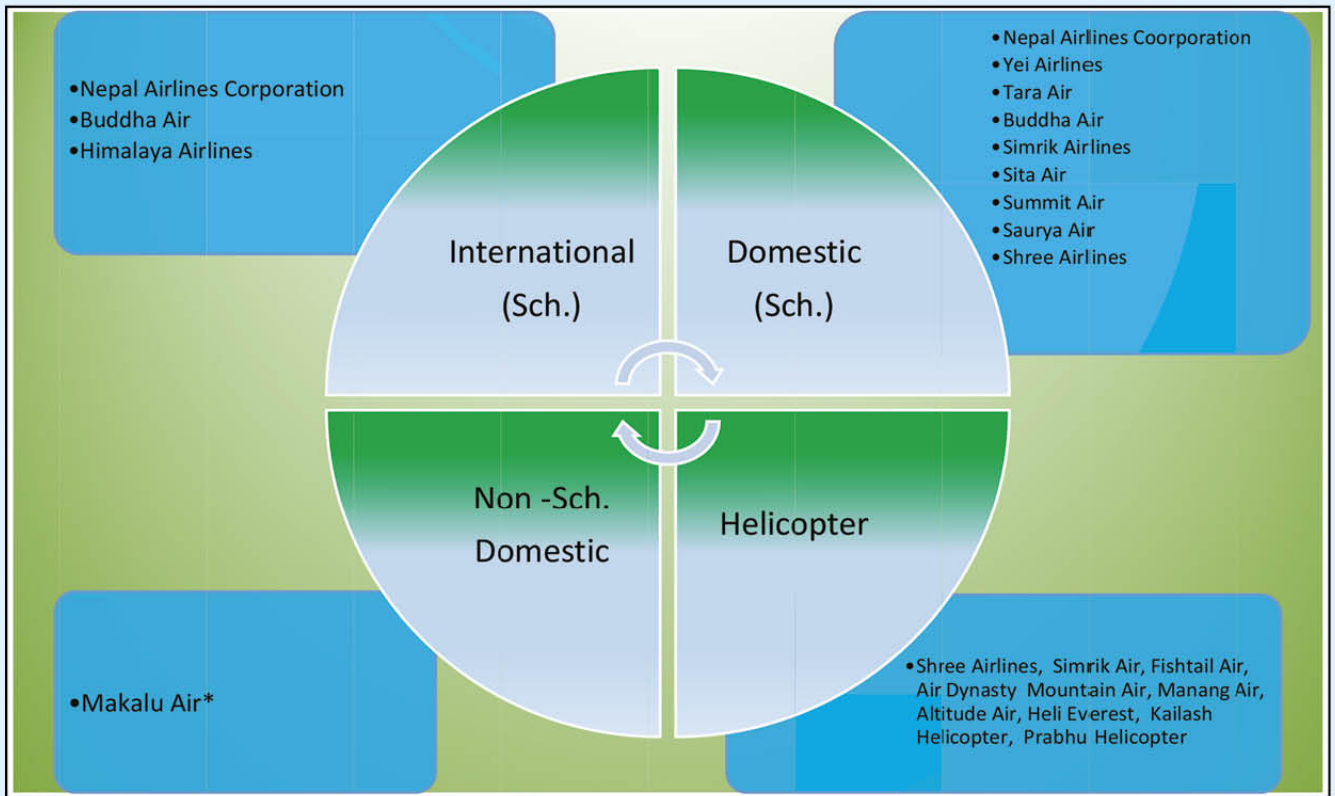 •Nepal Airlines Corporation
•Buddha Air
•Himalaya Airlines
•Nepal Airlines Coorporation
•Yei Airlines
•Tara Air
•Buddha Air
•Simrik Airlines
•Sita Air
•Summit Air
•Saurya Air
•Shree Airlines
International
(Sch.)
Domestic
(Sch.)
Non -Sch.
Domestic
Helicopter
•Makalu Air*
•Shree Airlines, Simrik Air, Fishtail Air,
Air Dynasty Mountain Air, Manang Air,
Altitude Air, Heli Everest, Kailash
Helicopter, Prabhu Helicopter